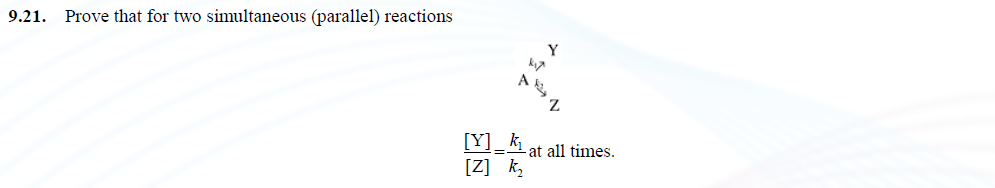 9.21. Prove that for two simultaneous (parallel) reactions
Y
k₁↗
A k₂↘
Z
[Y]/[Z] = k₁/k₂ at all times.